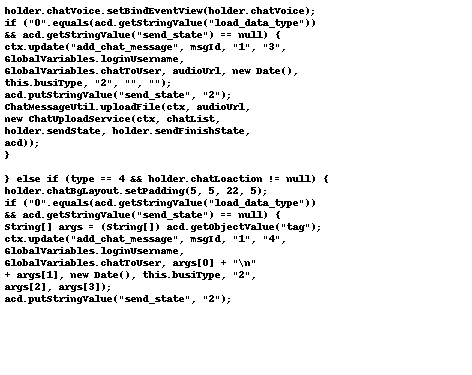 holder.chatVoice.setBindEventView(holder.chatVoice);
if ("0".equals(acd.getStringValue("load_data_type"))
&& acd.getStringValue("send_state") == null) {
ctx.update("add_chat_message", msgId, "1", "3",
GlobalVariables.loginUsername,
GlobalVariables.chatToUser, audioUrl, new Date(),
this.busiType, "2", "", "");
acd.putStringValue("send_state", "2");
ChatMessageUtil.uploadFile(ctx, audioUrl,
new ChatUploadService(ctx, chatList,
holder.sendState, holder.sendFinishState,
acd));
}

} else if (type == 4 && holder.chatLoaction != null) {
holder.chatBgLayout.setPadding(5, 5, 22, 5);
if ("0".equals(acd.getStringValue("load_data_type"))
&& acd.getStringValue("send_state") == null) {
String[] args = (String[]) acd.getObjectValue("tag");
ctx.update("add_chat_message", msgId, "1", "4",
GlobalVariables.loginUsername,
GlobalVariables.chatToUser, args[0] + "\n"
+ args[1], new Date(), this.busiType, "2",
args[2], args[3]);
acd.putStringValue("send_state", "2");